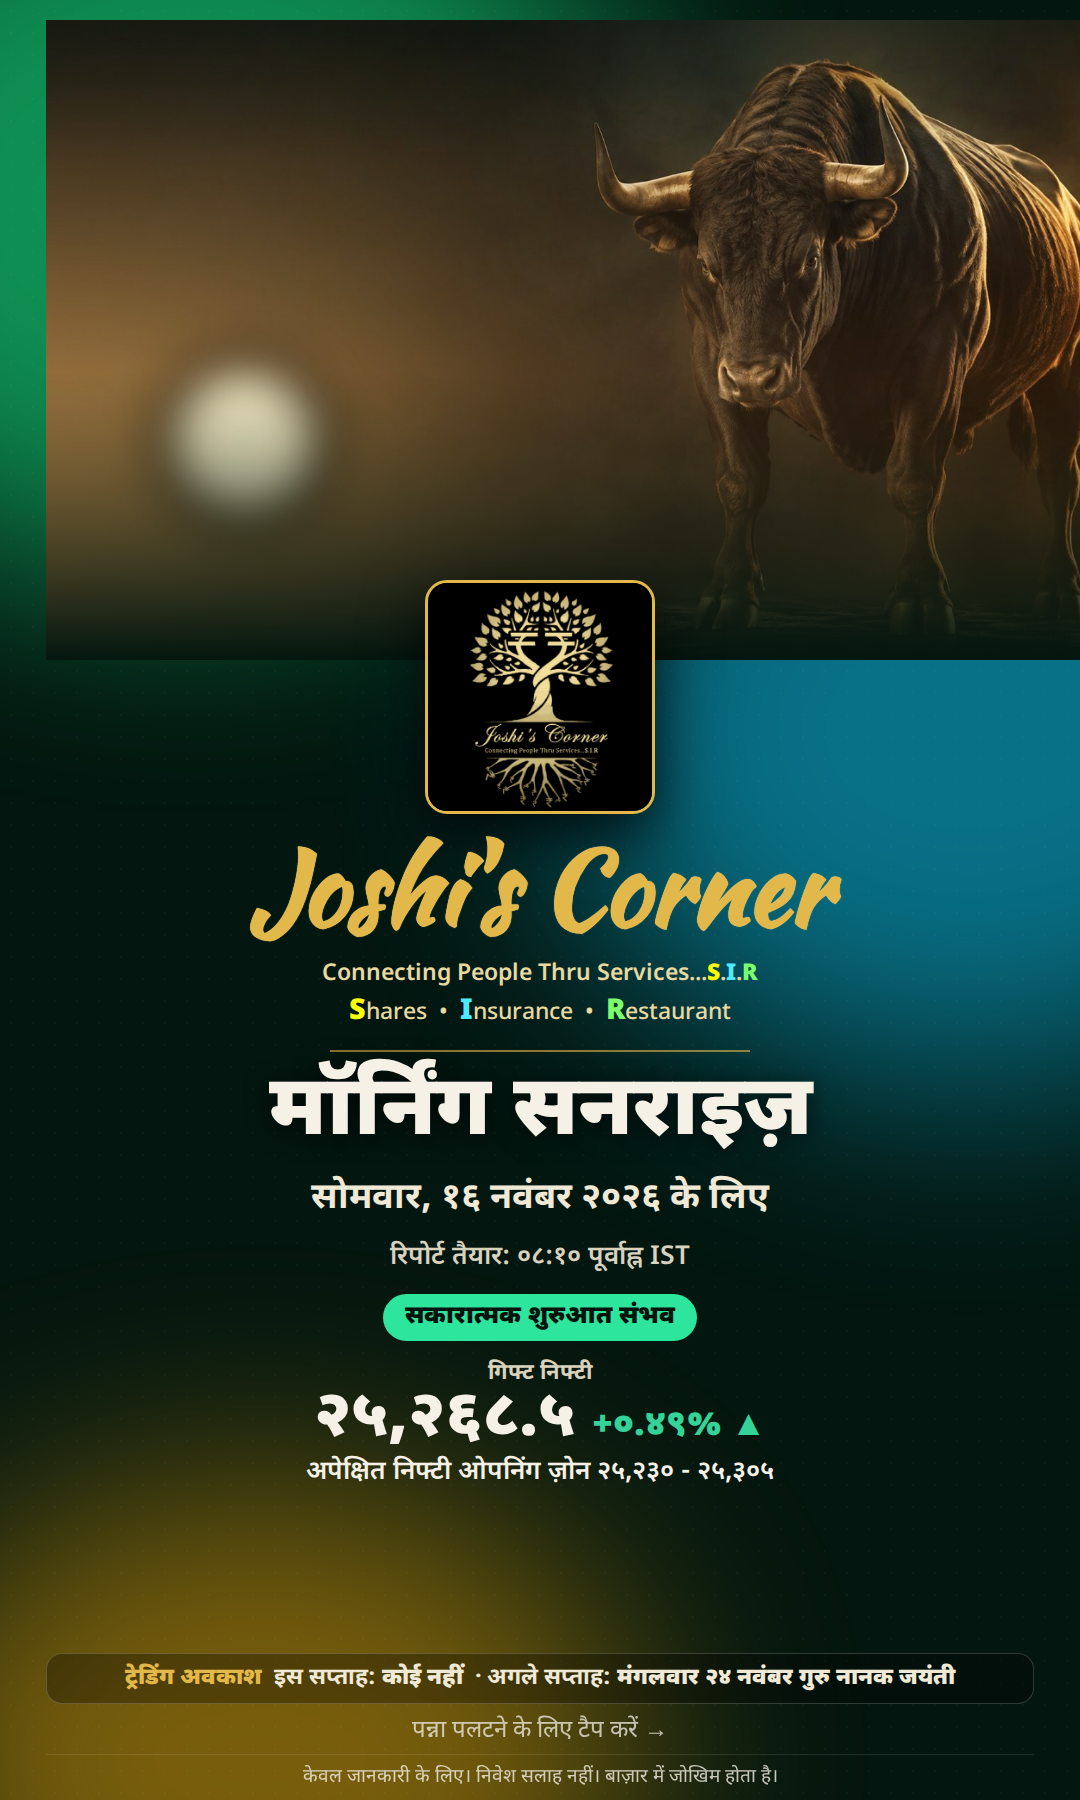 Joshi's Corner
Connecting People Thru Services...S.I.R
Joshi's Corner
Connecting People Thru Services...S.I.R
Shares • Insurance • Restaurant
मॉर्निंग सनराइज़
सोमवार, १६ नवंबर २०२६ के लिए
रिपोर्ट तैयार: ०८:१० पूर्वाह्न IST
सकारात्मक शुरुआत संभव
गिफ्ट निफ्टी
२५,२६८.५ +०.४९% ▲
अपेक्षित निफ्टी ओपनिंग ज़ोन २५,२३० - २५,३०५
ट्रेडिंग अवकाश इस सप्ताह: कोई नहीं · अगले सप्ताह: मंगलवार २४ नवंबर गुरु नानक जयंती
पन्ना पलटने के लिए टैप करें →
केवल जानकारी के लिए। निवेश सलाह नहीं। बाज़ार में जोखिम होता है।